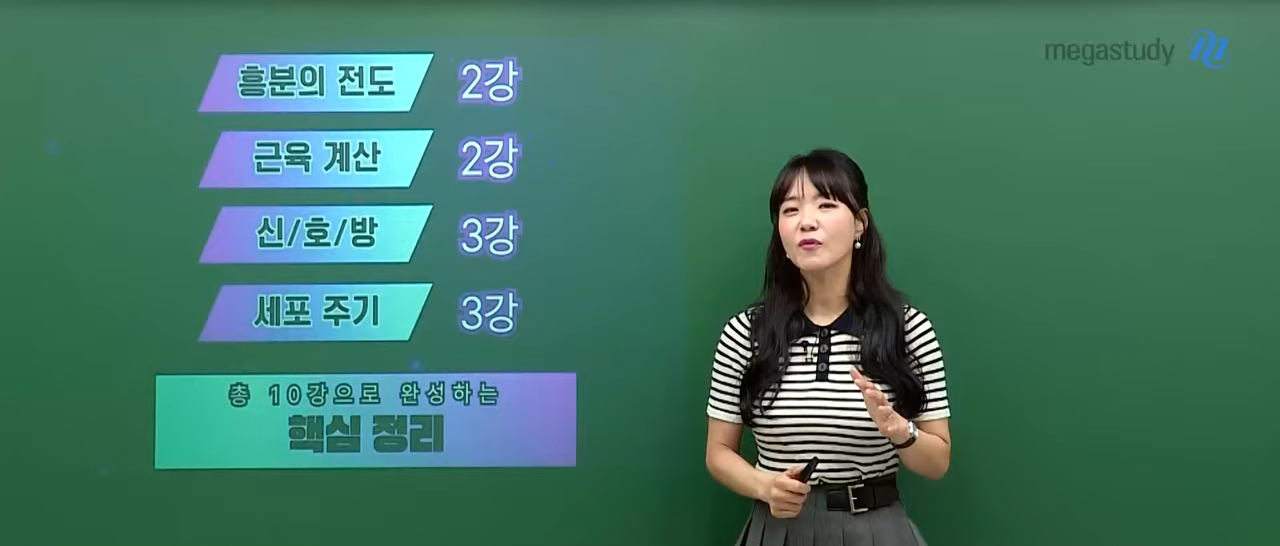 megastudy
흥분의 전도 2강
근육 계산 2강
신/호/방 3강
세포 주기 3강
총 10강으로 완성하는
핵심 정리